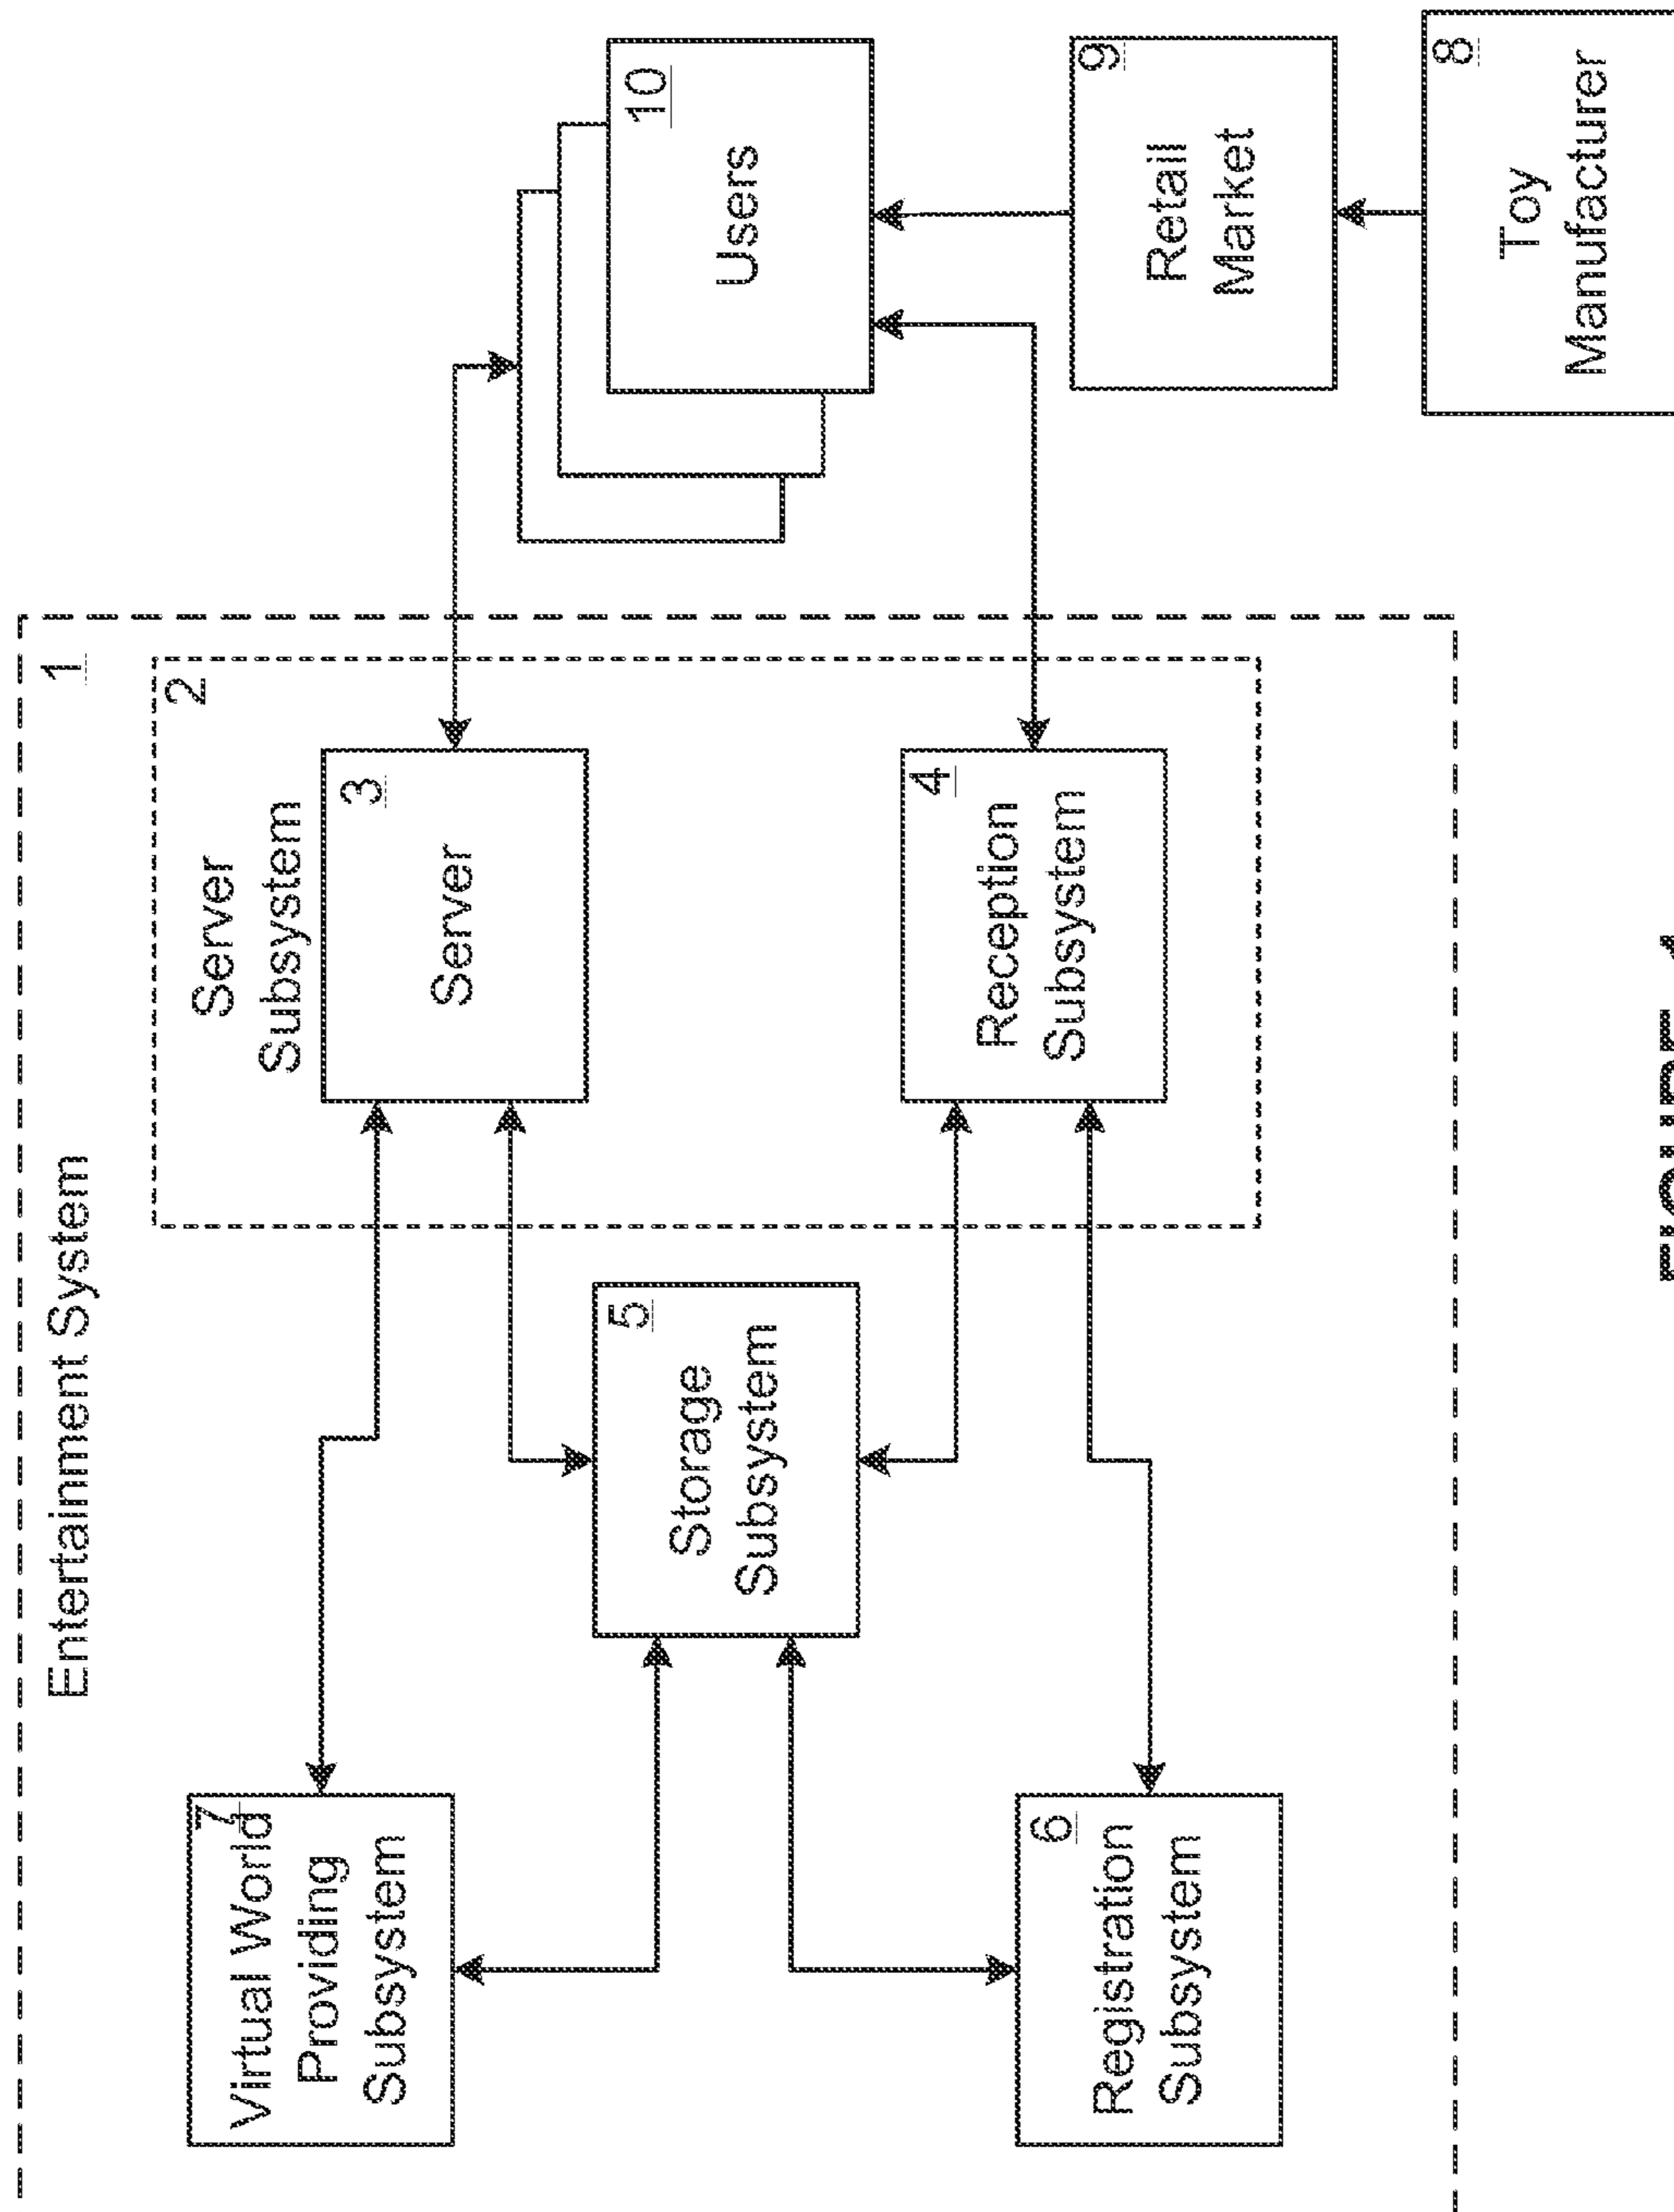 Entertainment System
1
Server
Subsystem
2
Virtual World
Providing
Subsystem
7
Server
3
Users
10
Storage
Subsystem
5
Reception
Subsystem
4
Retail
Market
9
Registration
Subsystem
6
Toy
Manufacturer
8